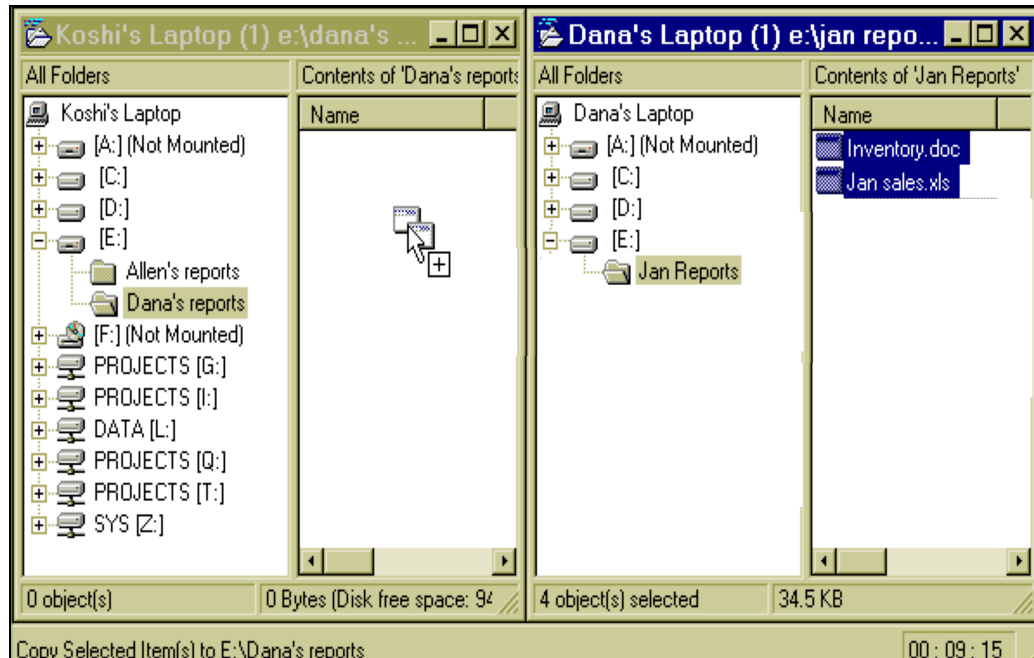 Koshi's Laptop (1) e:\dana's ...
All Folders
Contents of 'Dana's reports
Koshi's Laptop
[A:] (Not Mounted)
[C:]
[D:]
[E:]
Allen's reports
Dana's reports
[F:] (Not Mounted)
PROJECTS [G:]
PROJECTS [I:]
DATA [L:]
PROJECTS [Q:]
PROJECTS [T:]
SYS [Z:]
Name
0 object(s)
0 Bytes (Disk free space: 94
Dana's Laptop (1) e:\jan repo...
All Folders
Contents of 'Jan Reports'
Dana's Laptop
[A:] (Not Mounted)
[C:]
[D:]
[E:]
Jan Reports
Name
Inventory.doc
Jan sales.xls
4 object(s) selected
34.5 KB
Copy Selected Item(s) to E:\Dana's reports
00 : 09 : 15